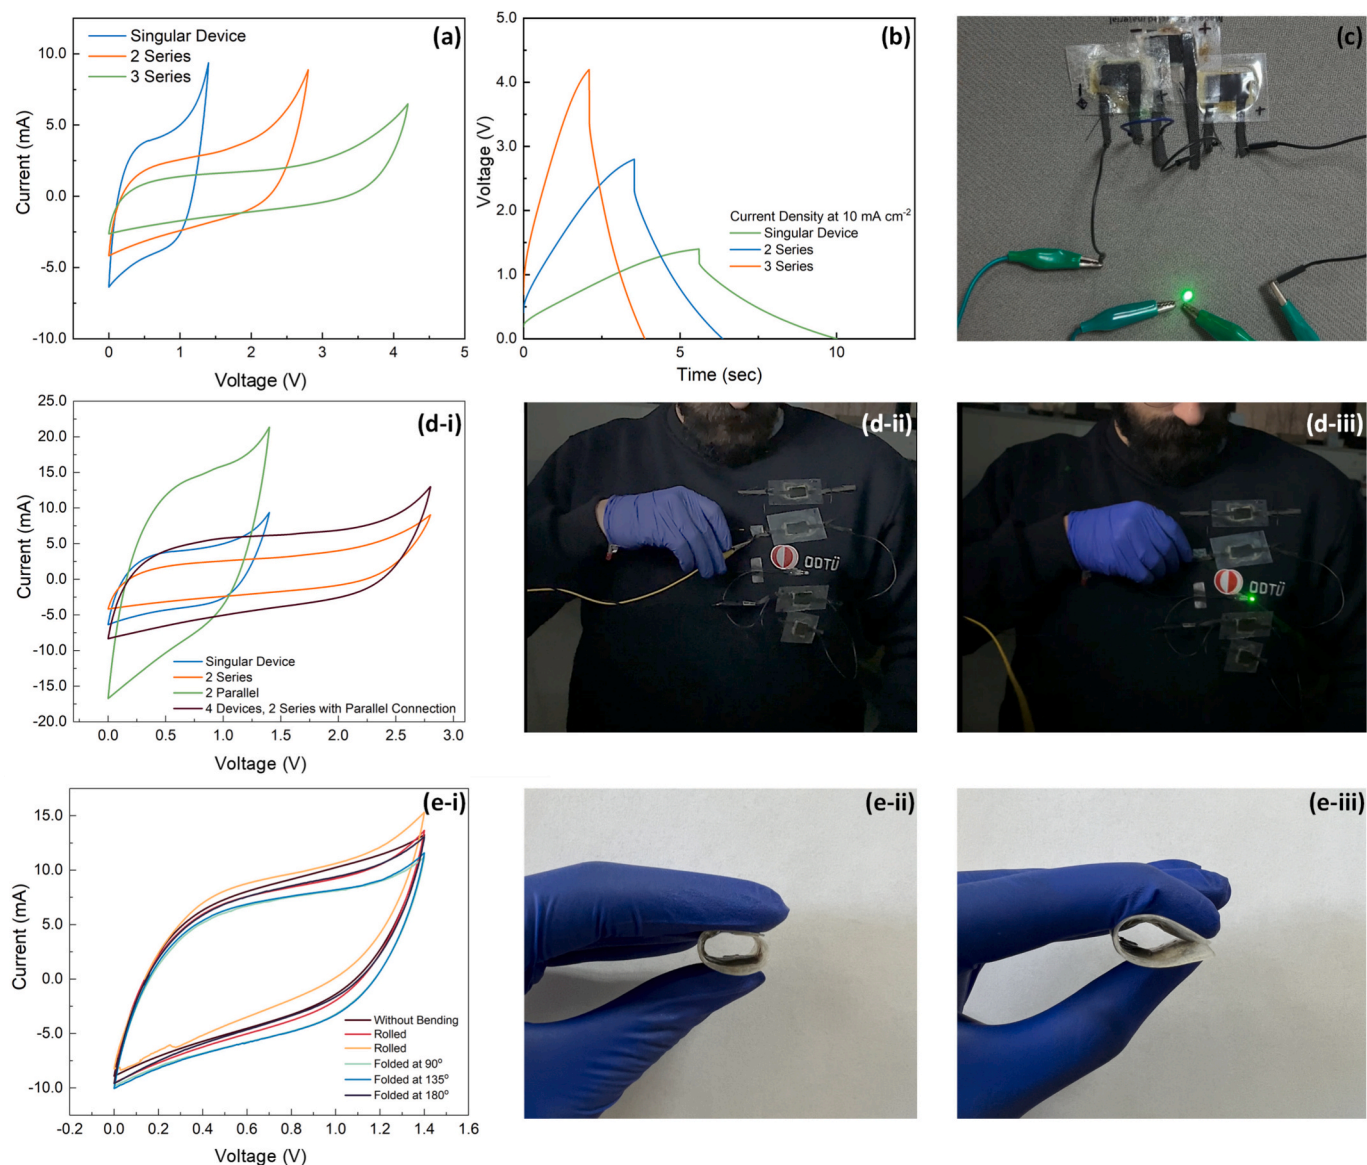 (a)
Singular Device
2 Series
3 Series
10.0
5.0
0.0
-5.0
-10.0
Current (mA)
0 1 2 3 4 5
Voltage (V)
(b)
5.0
4.0
3.0
2.0
1.0
0.0
Voltage (V)
Current Density at 10 mA cm⁻²
Singular Device
2 Series
3 Series
0 5 10
Time (sec)
(c)
+
+
(d-i)
25.0
20.0
15.0
10.0
5.0
0.0
-5.0
-10.0
-15.0
-20.0
Current (mA)
Singular Device
2 Series
2 Parallel
4 Devices, 2 Series with Parallel Connection
0.0 0.5 1.0 1.5 2.0 2.5 3.0
Voltage (V)
(d-ii)
ODTÜ
(d-iii)
ODTÜ
(e-i)
15.0
10.0
5.0
0.0
-5.0
-10.0
Current (mA)
Without Bending
Rolled
Rolled
Folded at 90°
Folded at 135°
Folded at 180°
-0.2 0.0 0.2 0.4 0.6 0.8 1.0 1.2 1.4 1.6
Voltage (V)
(e-ii)
(e-iii)